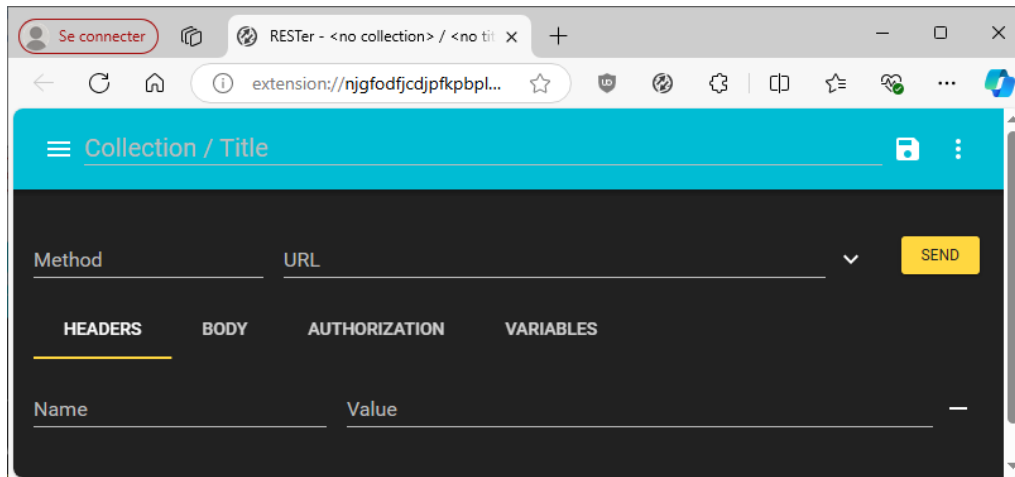 Se connecter
RESTer - <no collection> / <no tit
extension://njgfodfjcdjpfkpbpl...
Collection / Title
Method
URL
SEND
HEADERS
BODY
AUTHORIZATION
VARIABLES
Name
Value